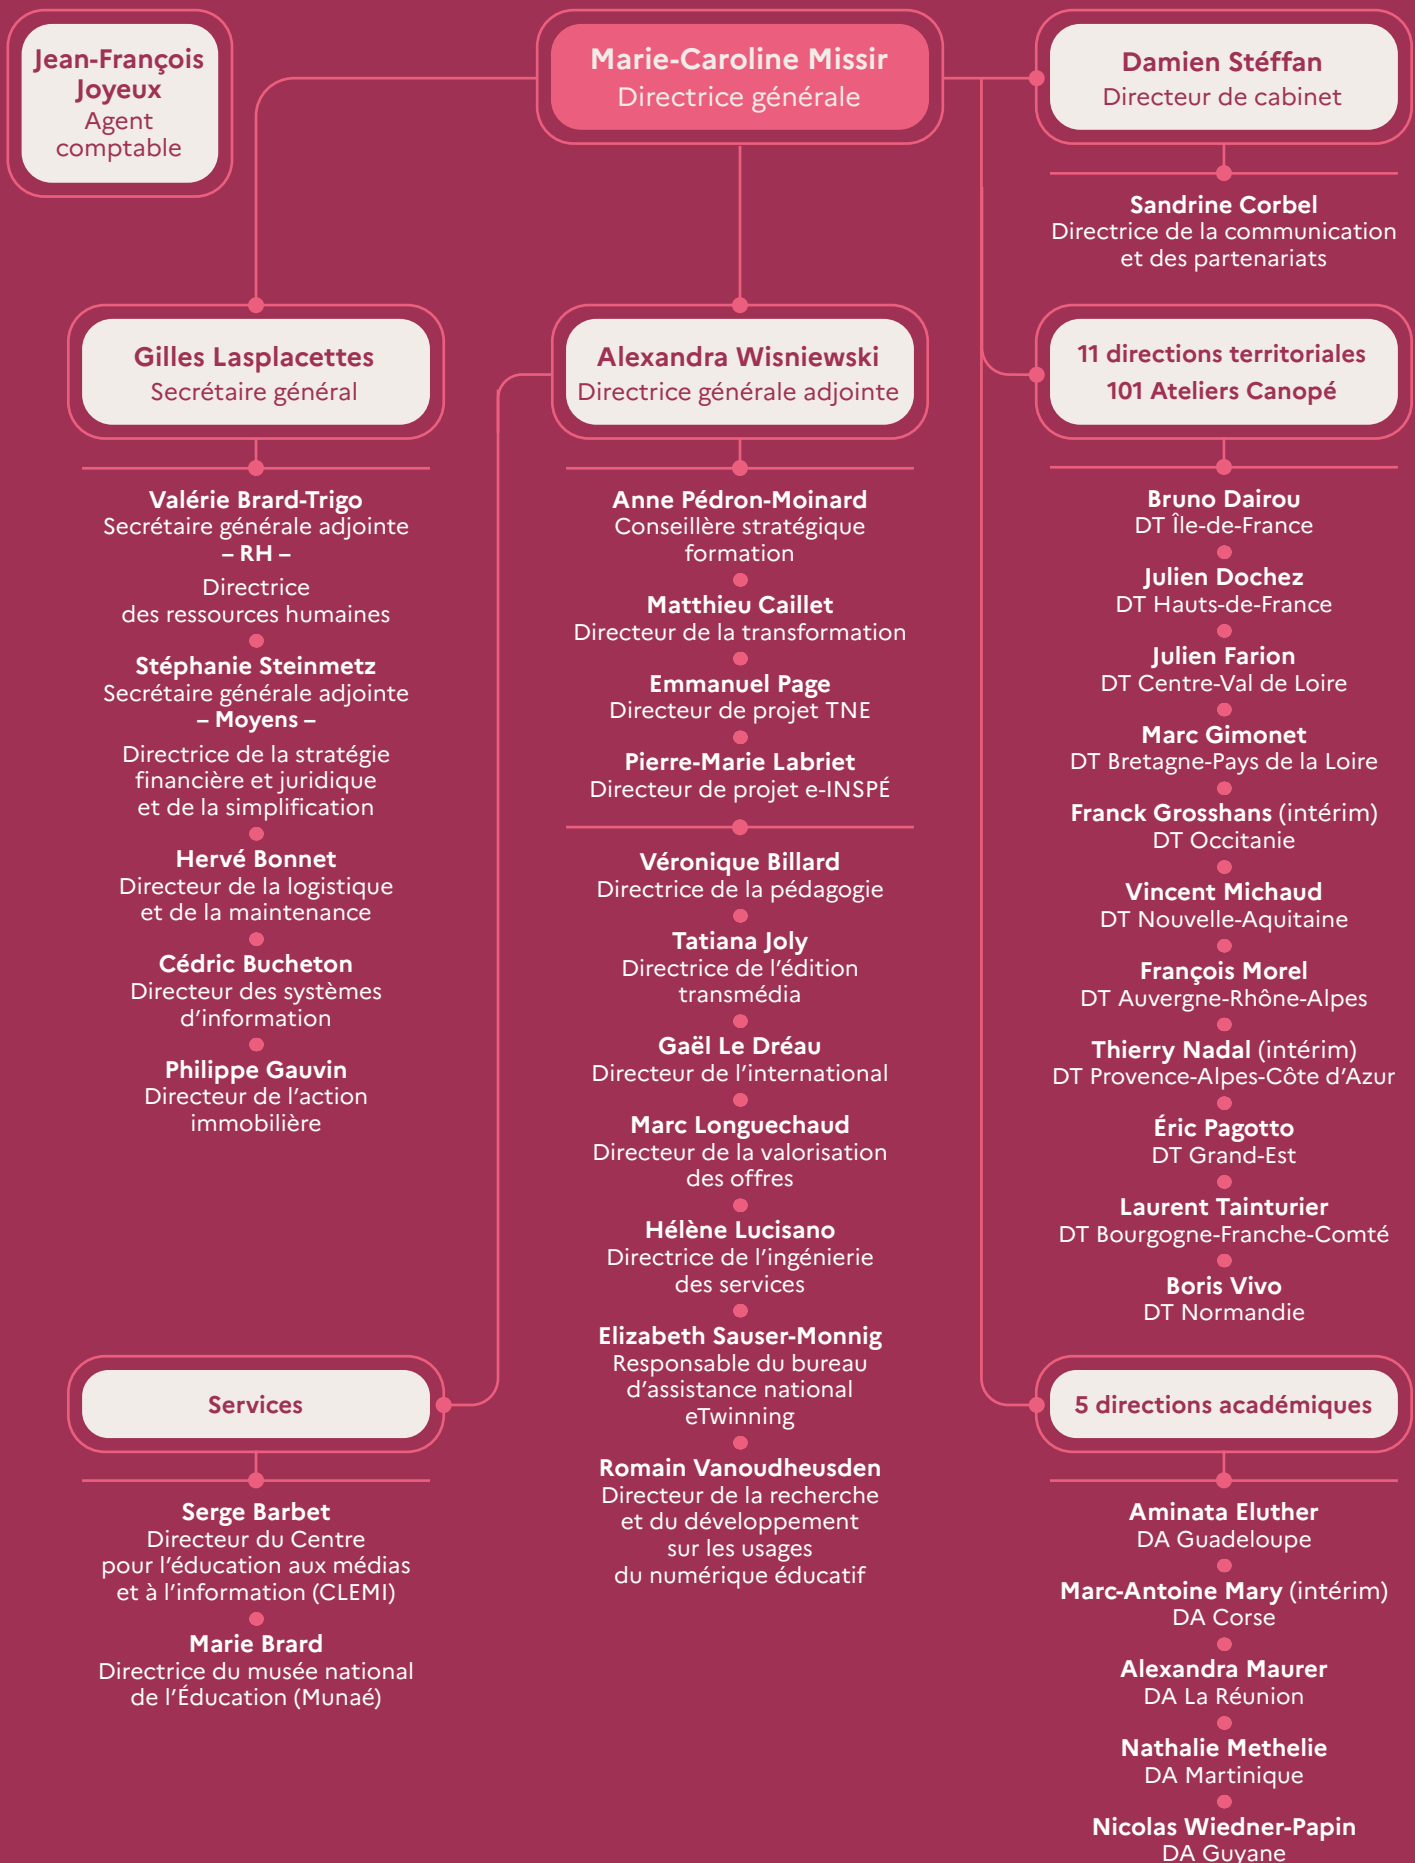 Jean-François
Joyeux
Agent
comptable
Marie-Caroline Missir
Directrice générale
Damien Stéffan
Directeur de cabinet
Sandrine Corbel
Directrice de la communication
et des partenariats
Gilles Lasplacettes
Secrétaire général
Valérie Brard-Trigo
Secrétaire générale adjointe
– RH –
Directrice
des ressources humaines
Stéphanie Steinmetz
Secrétaire générale adjointe
– Moyens –
Directrice de la stratégie
financière et juridique
et de la simplification
Hervé Bonnet
Directeur de la logistique
et de la maintenance
Cédric Bucheton
Directeur des systèmes
d'information
Philippe Gauvin
Directeur de l'action
immobilière
Services
Serge Barbet
Directeur du Centre
pour l'éducation aux médias
et à l'information (CLEMI)
Marie Brard
Directrice du musée national
de l'Éducation (Munaé)
Alexandra Wisniewski
Directrice générale adjointe
Anne Pédron-Moinard
Conseillère stratégique
formation
Matthieu Caillet
Directeur de la transformation
Emmanuel Page
Directeur de projet TNE
Pierre-Marie Labriet
Directeur de projet e-INSPÉ
Véronique Billard
Directrice de la pédagogie
Tatiana Joly
Directrice de l'édition
transmédia
Gaël Le Dréau
Directeur de l'international
Marc Longuechaud
Directeur de la valorisation
des offres
Hélène Lucisano
Directrice de l'ingénierie
des services
Elizabeth Sauser-Monnig
Responsable du bureau
d'assistance national
eTwinning
Romain Vanoudheusden
Directeur de la recherche
et du développement
sur les usages
du numérique éducatif
11 directions territoriales
101 Ateliers Canopé
Bruno Dairou
DT Île-de-France
Julien Dochez
DT Hauts-de-France
Julien Farion
DT Centre-Val de Loire
Marc Gimonet
DT Bretagne-Pays de la Loire
Franck Grosshans (intérim)
DT Occitanie
Vincent Michaud
DT Nouvelle-Aquitaine
François Morel
DT Auvergne-Rhône-Alpes
Thierry Nadal (intérim)
DT Provence-Alpes-Côte d'Azur
Éric Pagotto
DT Grand-Est
Laurent Tainturier
DT Bourgogne-Franche-Comté
Boris Vivo
DT Normandie
5 directions académiques
Aminata Eluther
DA Guadeloupe
Marc-Antoine Mary (intérim)
DA Corse
Alexandra Maurer
DA La Réunion
Nathalie Methelie
DA Martinique
Nicolas Wiedner-Papin
DA Guyane